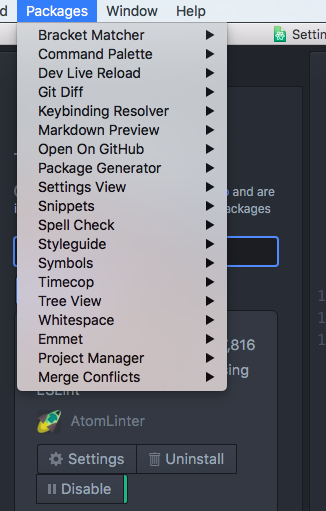 d Packages Window Help
Bracket Matcher
Settin
Command Palette
Dev Live Reload
Git Diff
Keybinding Resolver
Markdown Preview
Open On GitHub
Package Generator
Settings View
and are
Snippets
ackages
Spell Check
Styleguide
Symbols
Timecop
Tree View
1
Whitespace
1
Emmet
1
Project Manager
,816
Merge Conflicts
sing
ESLint
AtomLinter
Settings Uninstall
Disable